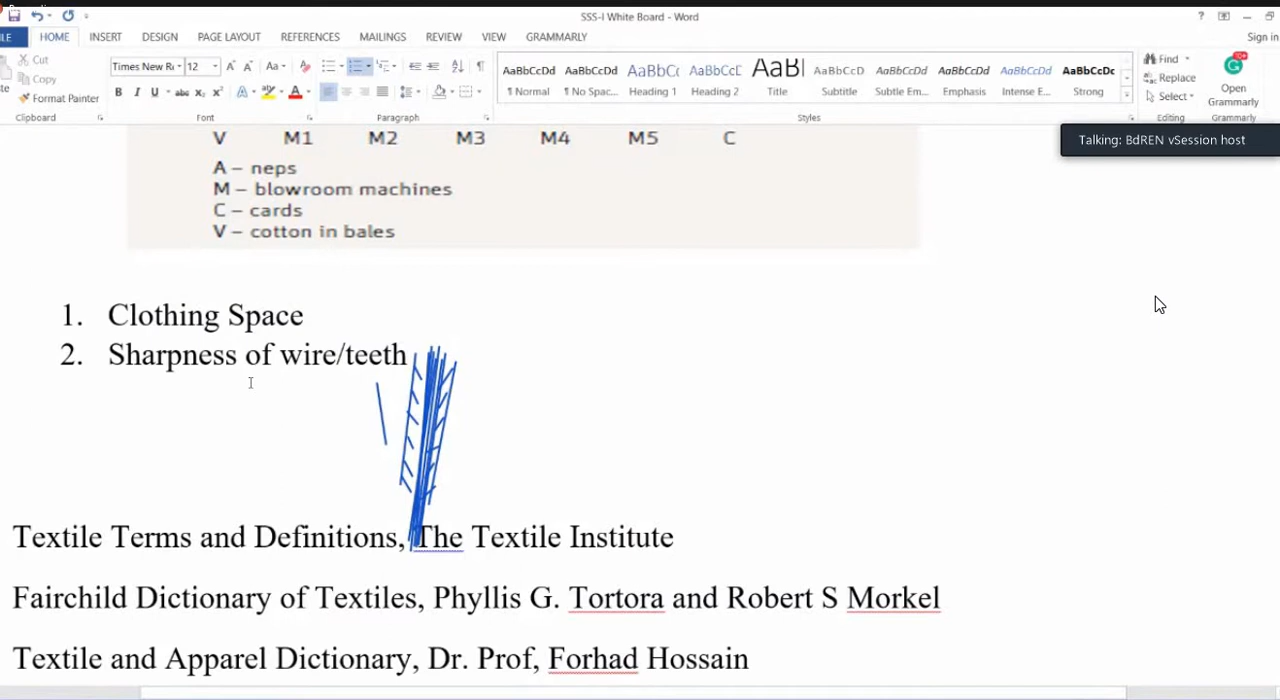 SSS-I White Board - Word
HOME INSERT DESIGN PAGE LAYOUT REFERENCES MAILINGS REVIEW VIEW GRAMMARLY Sign in
Cut
Copy
Format Painter
Clipboard
Times New Ro 12
Font
Paragraph
AaBbCcDd AaBbCcDd AaBbCc AaBbCcD AaB AaBbCcD AaBbCcDd AaBbCcDd AaBbCcDd AaBbCcDc
¶ Normal ¶ No Spac... Heading 1 Heading 2 Title Subtitle Subtle Em... Emphasis Intense E... Strong
Styles
Find
Replace
Select
Editing
Open
Grammarly
Grammarly
Talking: BdREN vSession host
V M1 M2 M3 M4 M5 C
A – neps
M – blowroom machines
C – cards
V – cotton in bales
1. Clothing Space
2. Sharpness of wire/teeth
Textile Terms and Definitions, The Textile Institute
Fairchild Dictionary of Textiles, Phyllis G. Tortora and Robert S Morkel
Textile and Apparel Dictionary, Dr. Prof, Forhad Hossain